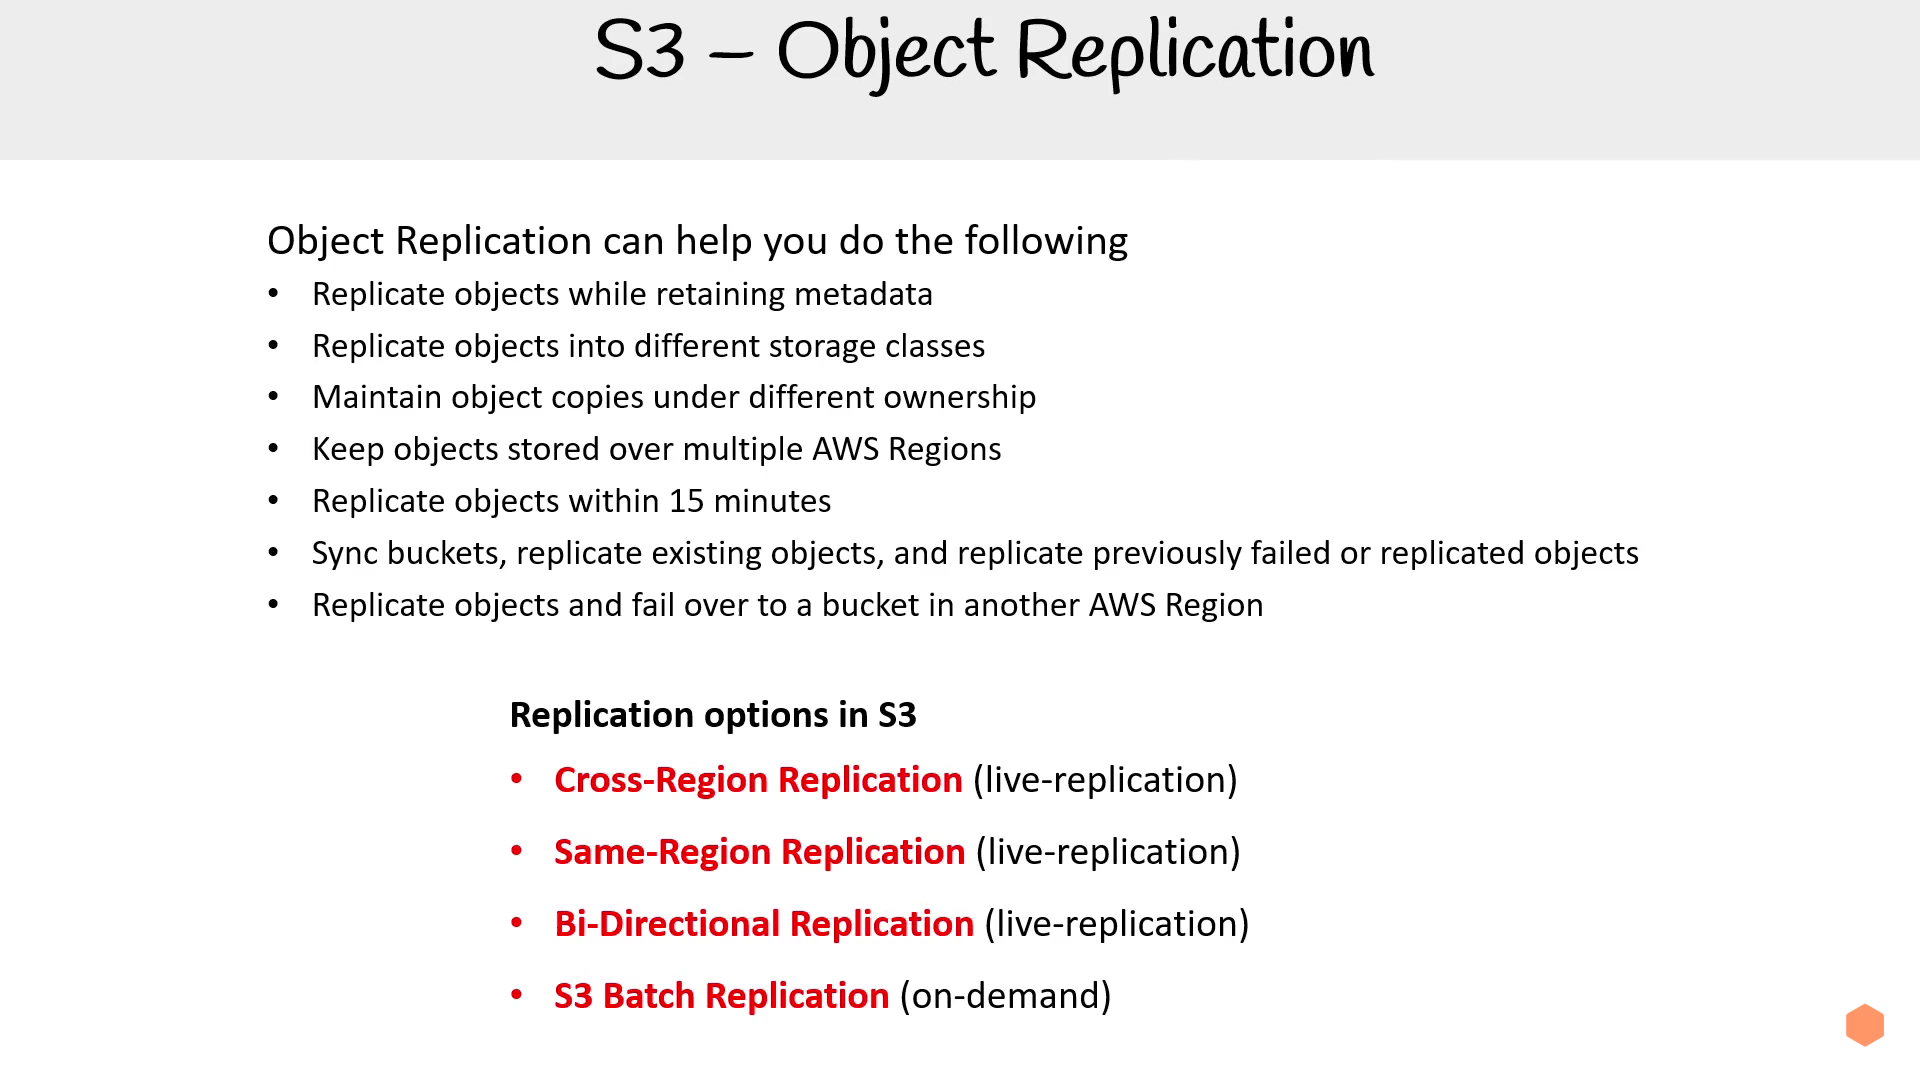 S3 – Object Replication
Object Replication can help you do the following
• Replicate objects while retaining metadata
• Replicate objects into different storage classes
• Maintain object copies under different ownership
• Keep objects stored over multiple AWS Regions
• Replicate objects within 15 minutes
• Sync buckets, replicate existing objects, and replicate previously failed or replicated objects
• Replicate objects and fail over to a bucket in another AWS Region
Replication options in S3
• Cross-Region Replication (live-replication)
• Same-Region Replication (live-replication)
• Bi-Directional Replication (live-replication)
• S3 Batch Replication (on-demand)